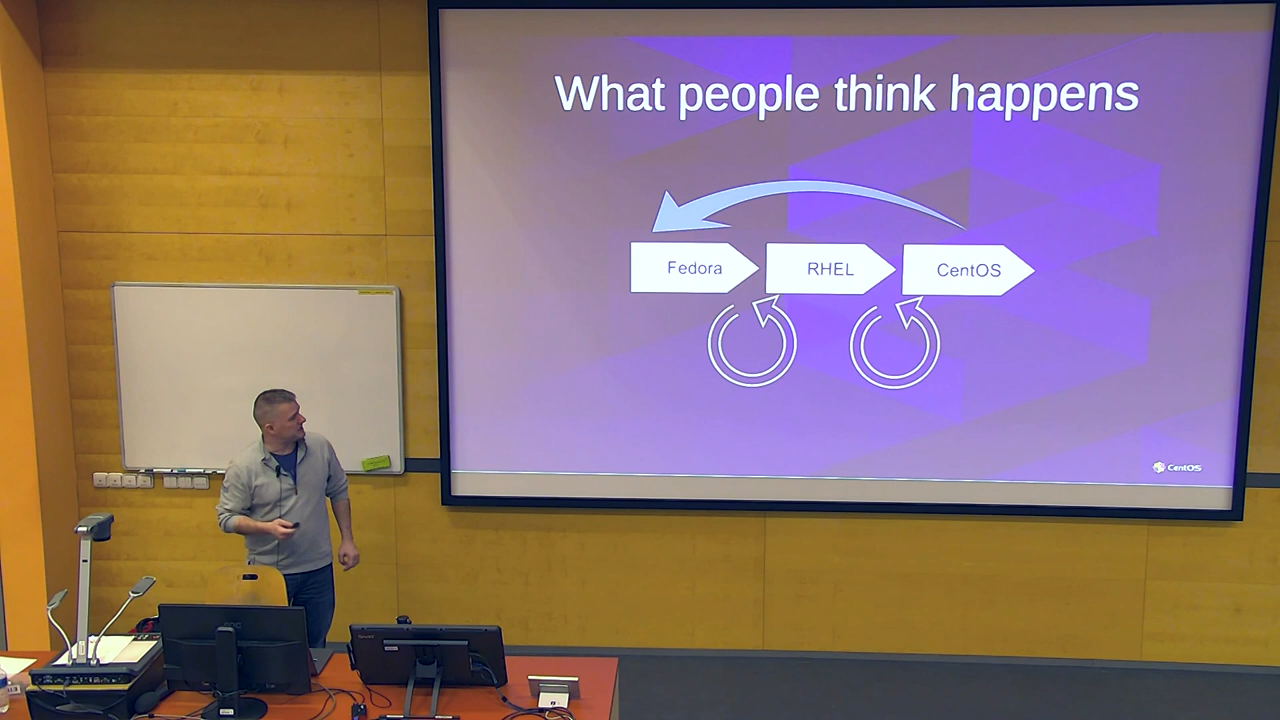 What people think happens
Fedora
RHEL
CentOS
CentOS